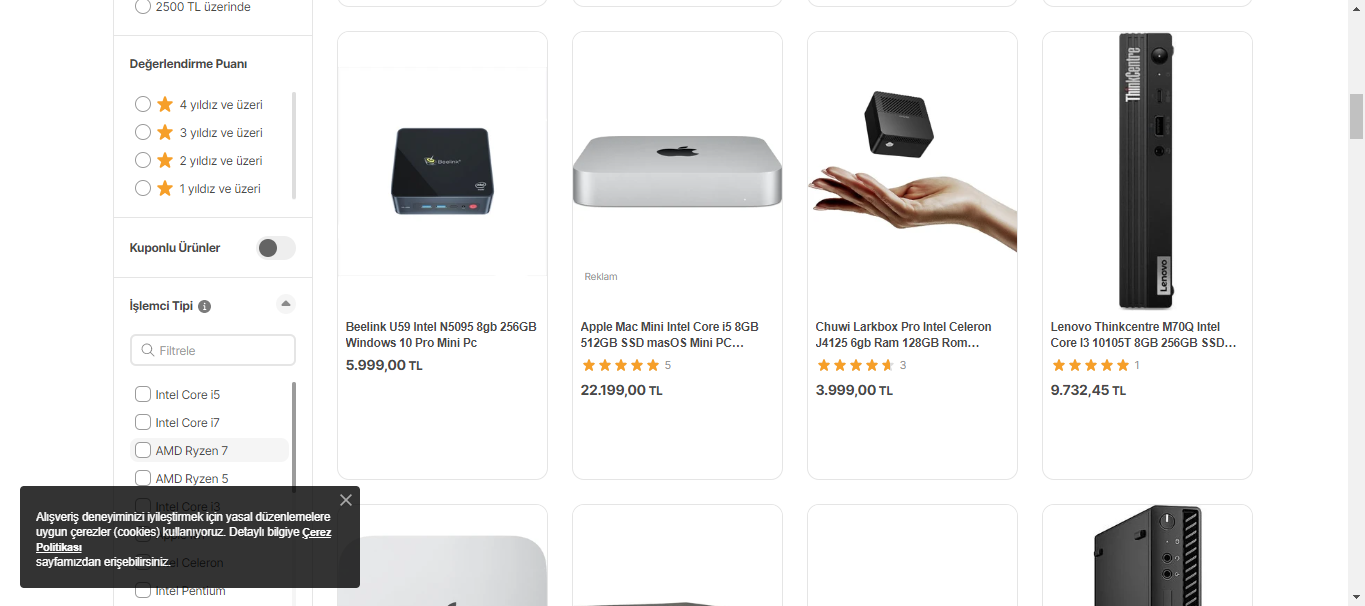 2500 TL üzerinde
Değerlendirme Puanı
4 yıldız ve üzeri
3 yıldız ve üzeri
2 yıldız ve üzeri
1 yıldız ve üzeri
Kuponlu Ürünler
İşlemci Tipi
Filtrele
Intel Core i5
Intel Core i7
AMD Ryzen 7
AMD Ryzen 5
Intel Core i3
Alışveriş deneyiminizi iyileştirmek için yasal düzenlemelere
uygun çerezler (cookies) kullanıyoruz. Detaylı bilgiye Çerez
Politikası
sayfamızdan erişebilirsiniz.
Intel Celeron
Intel Pentium
Beelink
Beelink U59 Intel N5095 8gb 256GB
Windows 10 Pro Mini Pc
5.999,00 TL
Reklam
Apple Mac Mini Intel Core i5 8GB
512GB SSD masOS Mini PC...
5
22.199,00 TL
Chuwi Larkbox Pro Intel Celeron
J4125 6gb Ram 128GB Rom...
3
3.999,00 TL
ThinkCentre
Lenovo
Lenovo Thinkcentre M70Q Intel
Core I3 10105T 8GB 256GB SSD...
1
9.732,45 TL